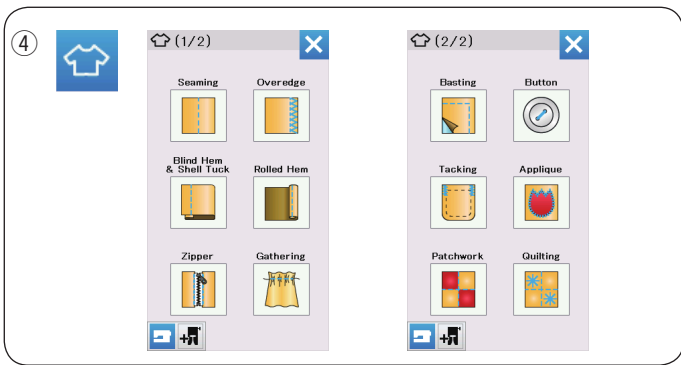 ④
(1/2)
Seaming
Overedge
Blind Hem
& Shell Tuck
Rolled Hem
Zipper
Gathering
(2/2)
Basting
Button
Tacking
Applique
Patchwork
Quilting